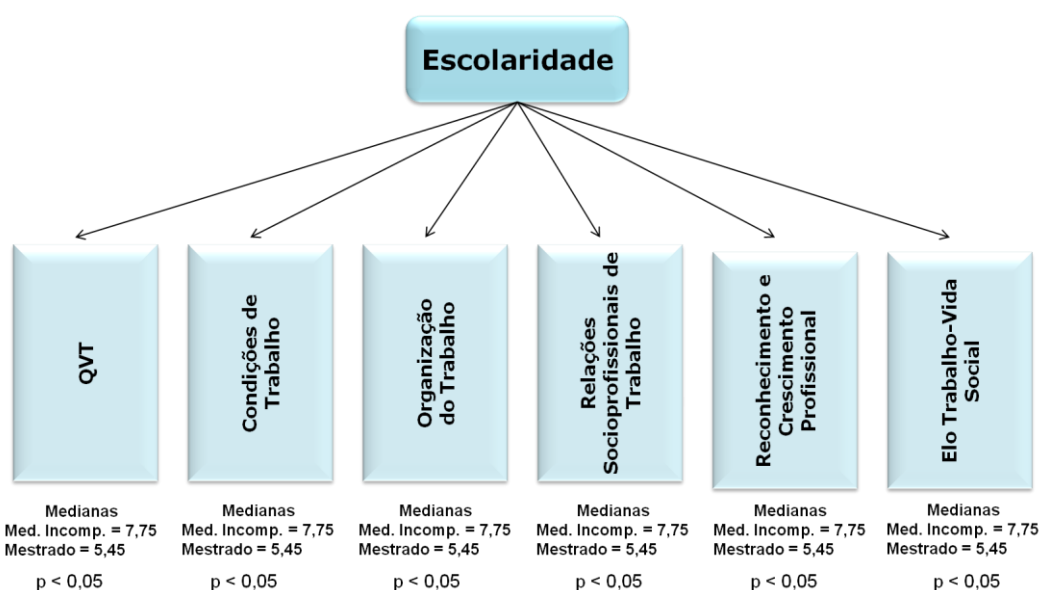 Escolaridade
QVT
Condições de
Trabalho
Organização
do Trabalho
Relações
Socioprofissionais de
Trabalho
Reconhecimento e
Crescimento
Profissional
Elo Trabalho-Vida
Social
Medianas
Med. Incomp. = 7,75
Mestrado = 5,45
p < 0,05
Medianas
Med. Incomp. = 7,75
Mestrado = 5,45
p < 0,05
Medianas
Med. Incomp. = 7,75
Mestrado = 5,45
p < 0,05
Medianas
Med. Incomp. = 7,75
Mestrado = 5,45
p < 0,05
Medianas
Med. Incomp. = 7,75
Mestrado = 5,45
p < 0,05
Medianas
Med. Incomp. = 7,75
Mestrado = 5,45
p < 0,05